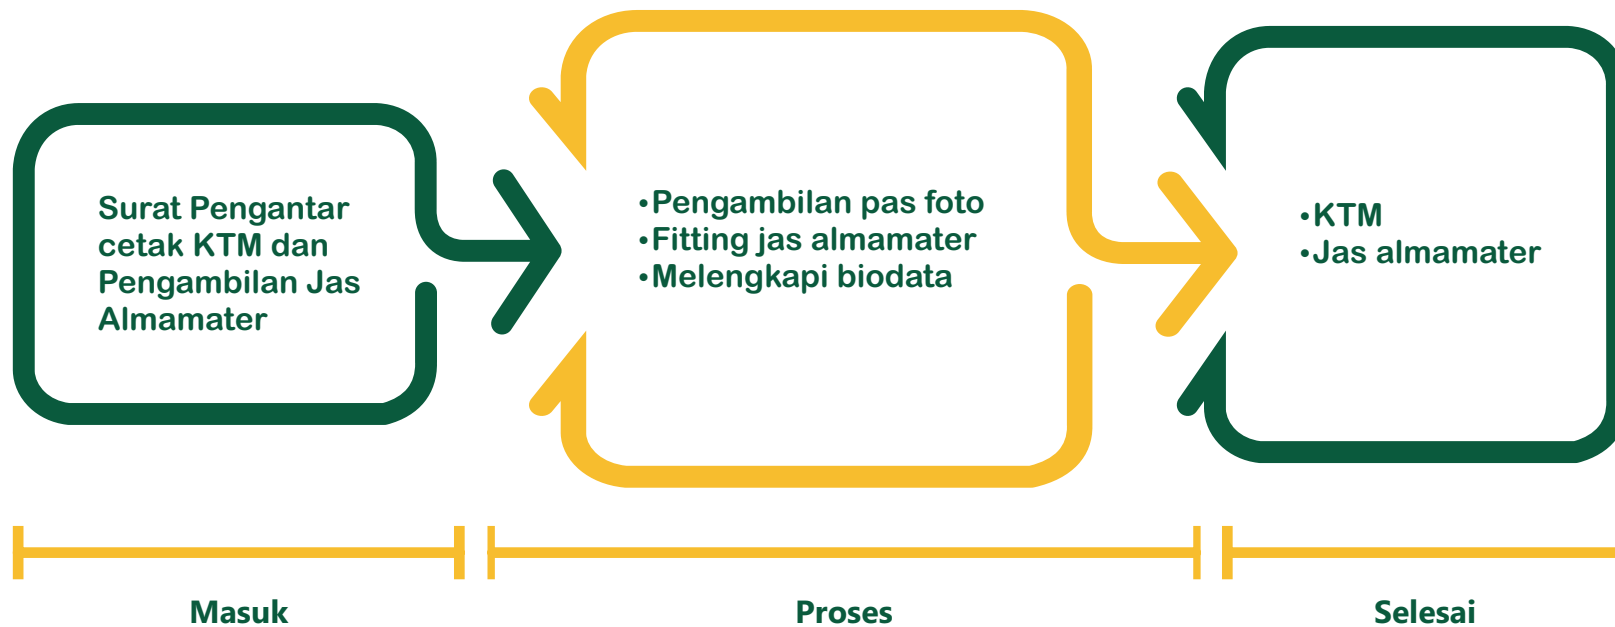 Surat Pengantar
cetak KTM dan
Pengambilan Jas
Almamater
•Pengambilan pas foto
•Fitting jas almamater
•Melengkapi biodata
•KTM
•Jas almamater
Masuk
Proses
Selesai